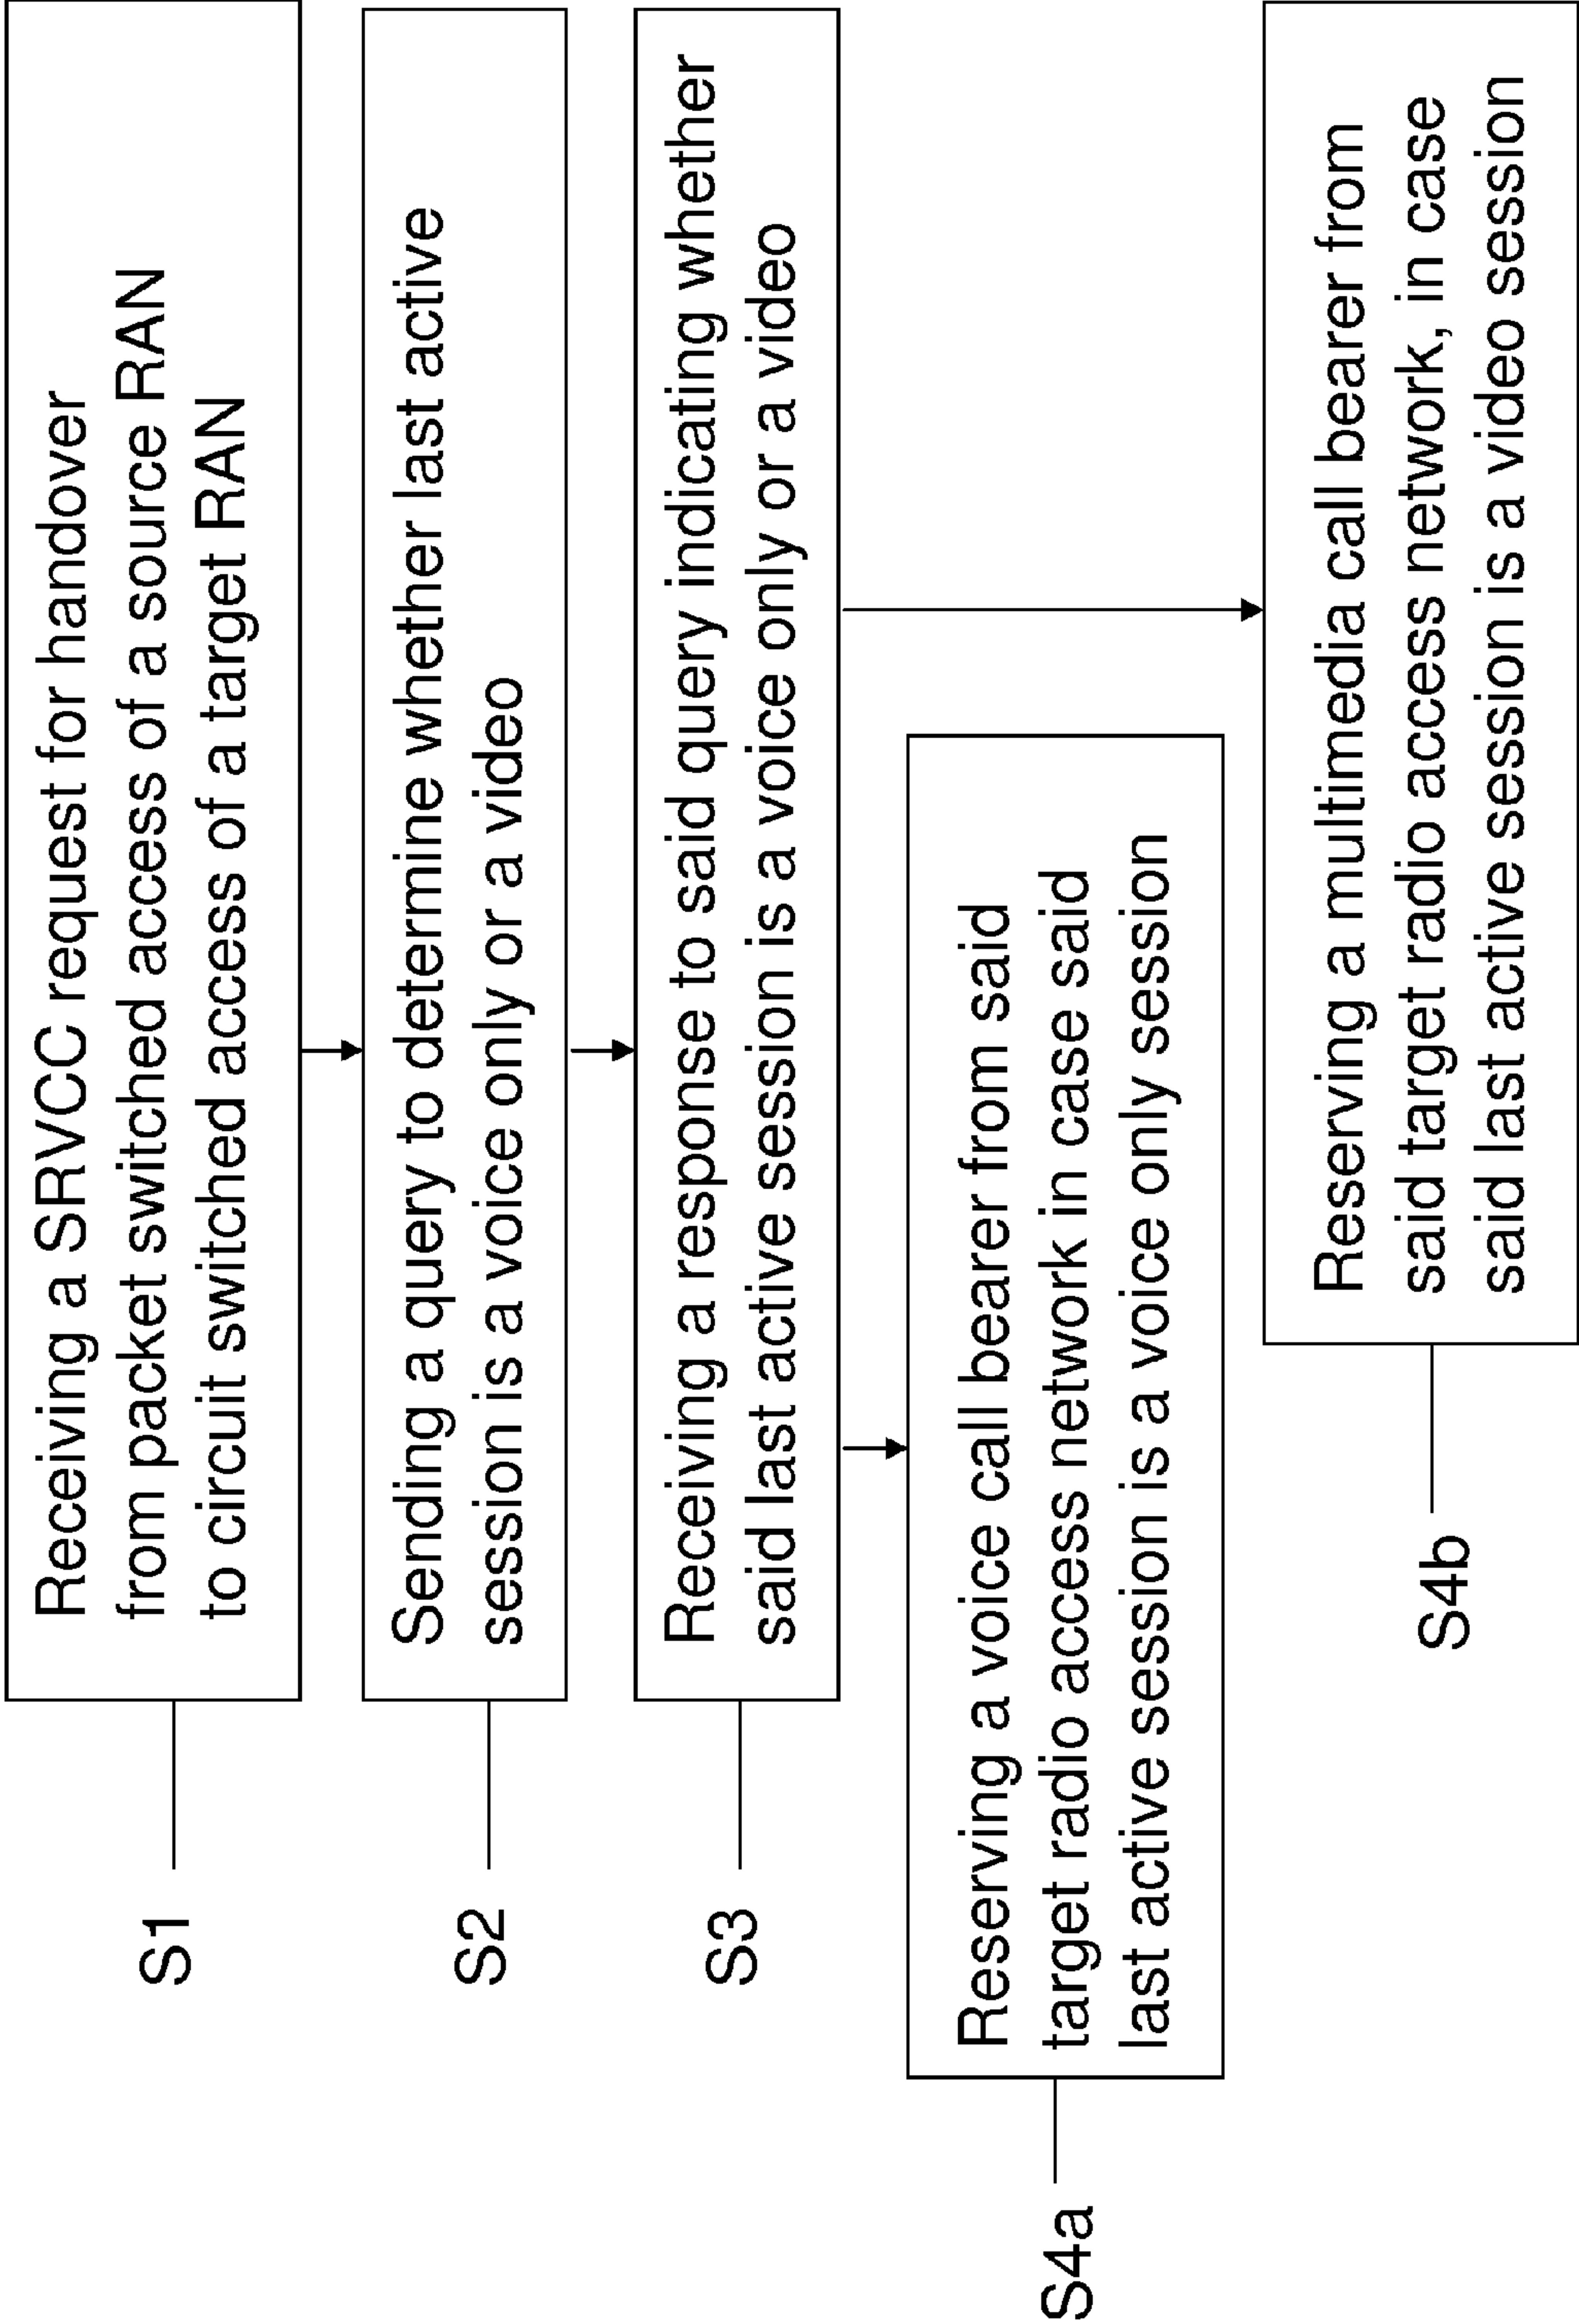 S1
Receiving a SRVCC request for handover
from packet switched access of a source RAN
to circuit switched access of a target RAN
S2
Sending a query to determine whether last active
session is a voice only or a video
S3
Receiving a response to said query indicating whether
said last active session is a voice only or a video
S4a
Reserving a voice call bearer from said
target radio access network in case said
last active session is a voice only session
S4b
Reserving a multimedia call bearer from
said target radio access network, in case
said last active session is a video session